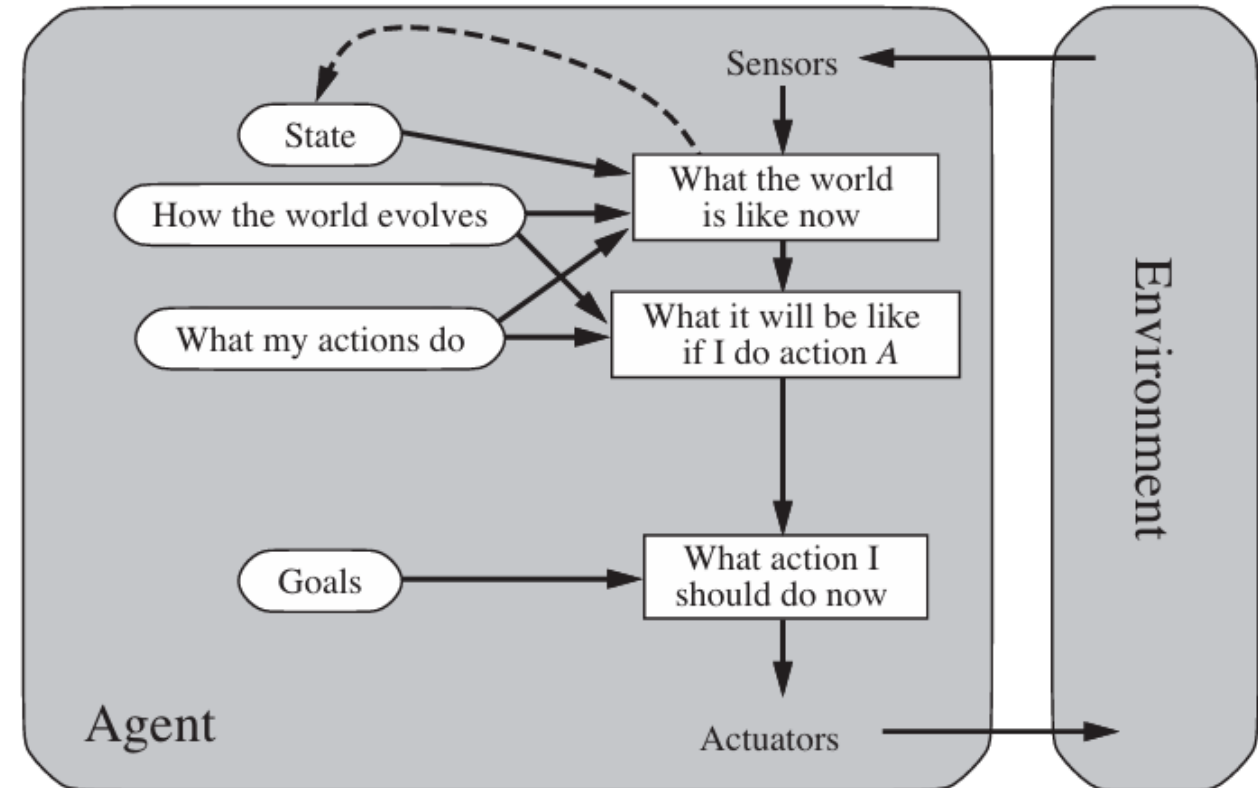 Sensors
State
What the world
is like now
How the world evolves
What it will be like
if I do action A
What my actions do
Environment
What action I
should do now
Goals
Agent
Actuators